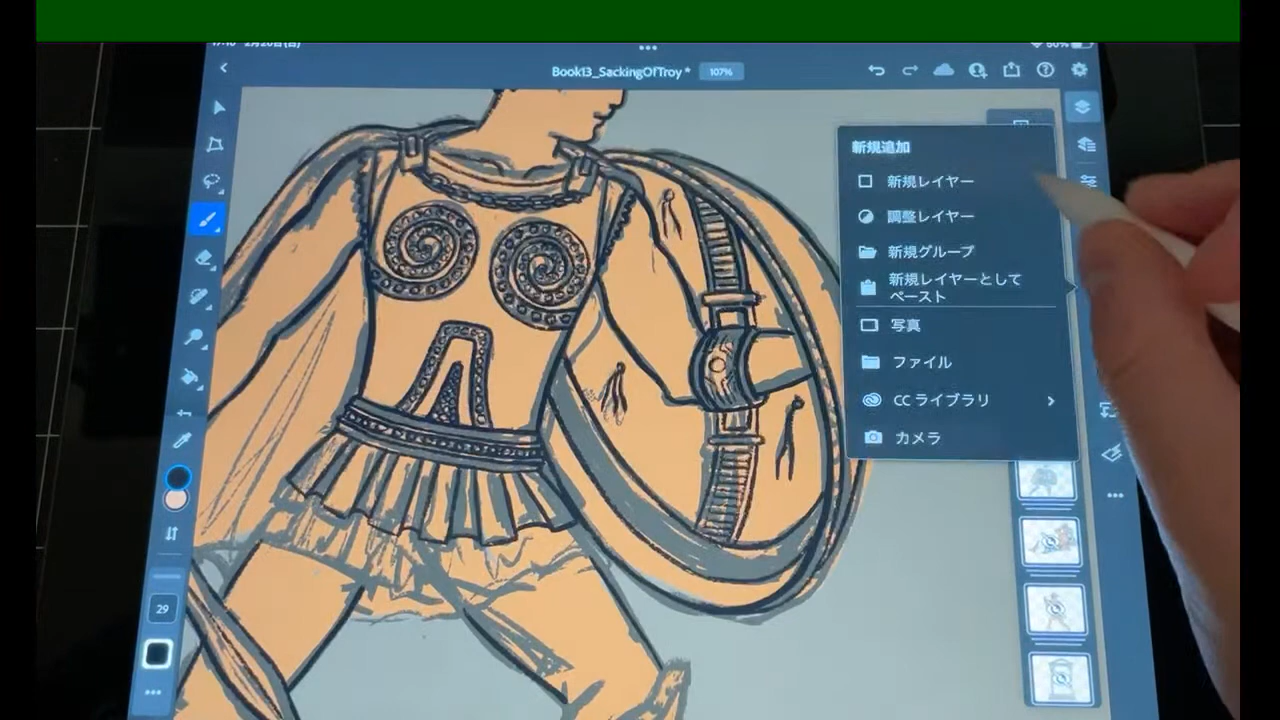 Book13_SackingOfTroy *
107%
新規追加
新規レイヤー
調整レイヤー
新規グループ
新規レイヤーとして
ペースト
写真
ファイル
CC ライブラリ
カメラ
29